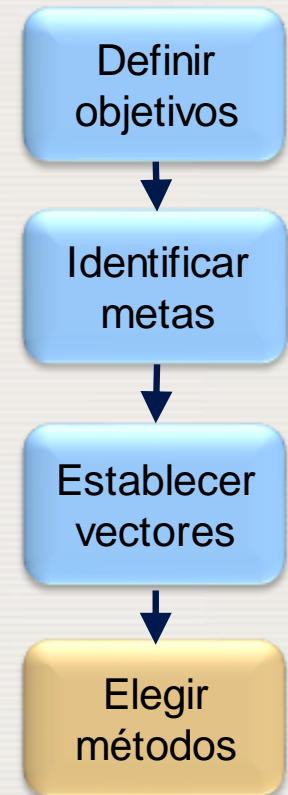 Definir
objetivos
Identificar
metas
Establecer
vectores
Elegir
métodos